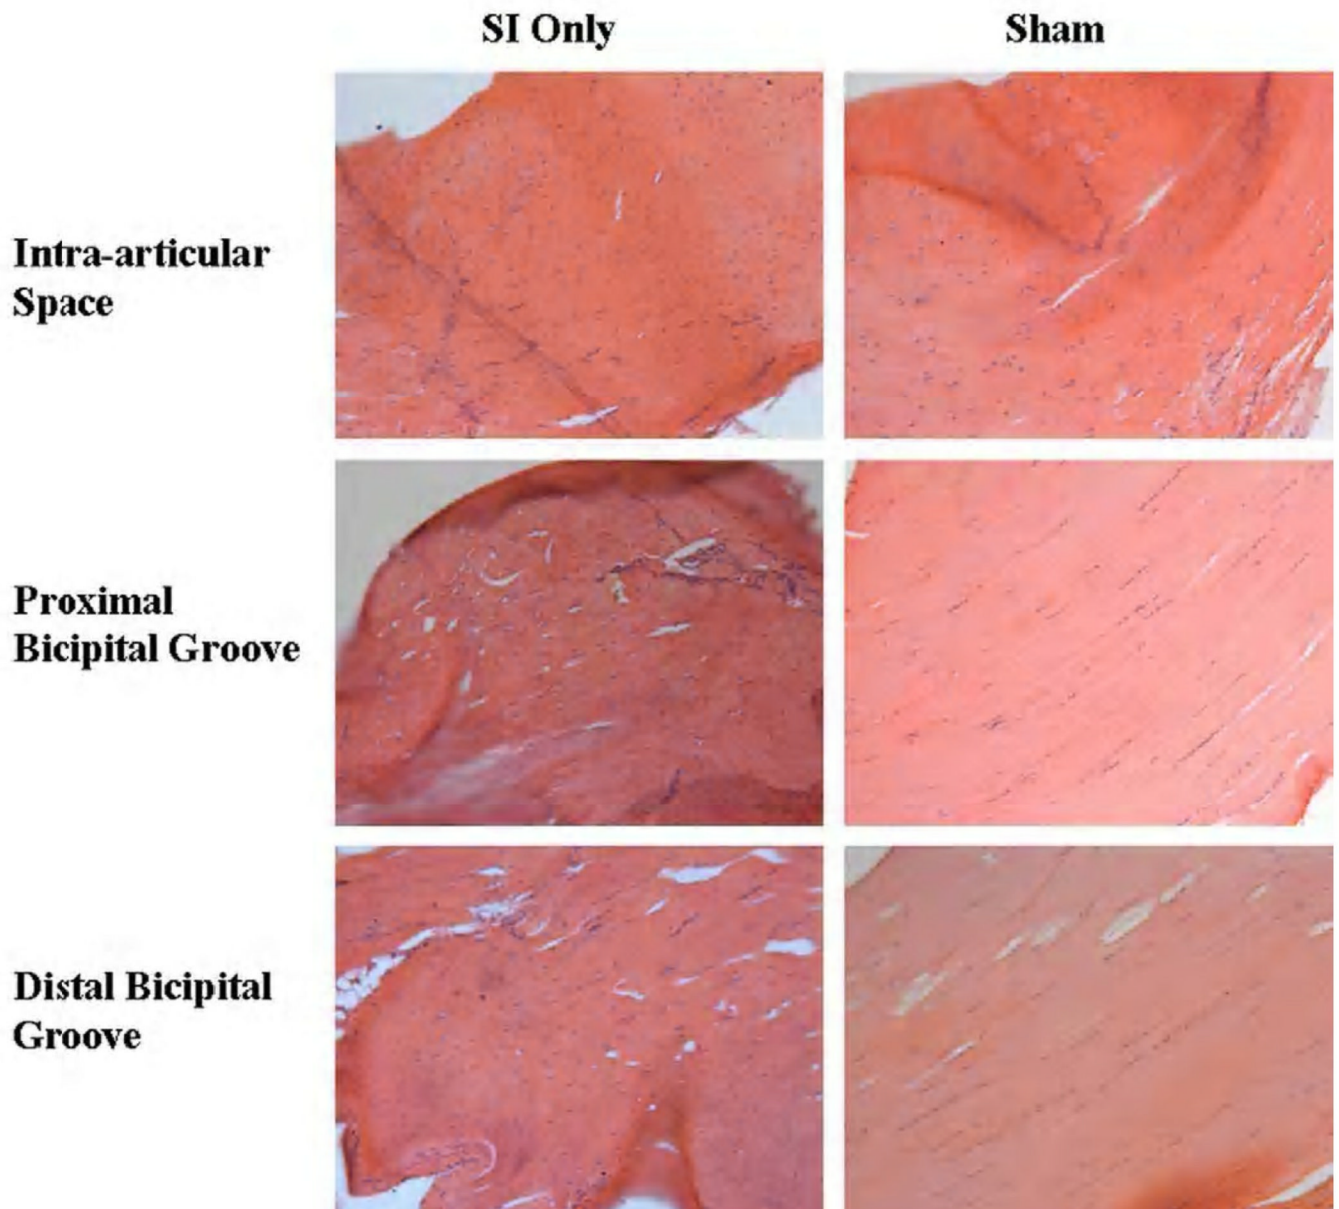 SI Only
Sham
Intra-articular
Space
Proximal
Bicipital Groove
Distal Bicipital
Groove